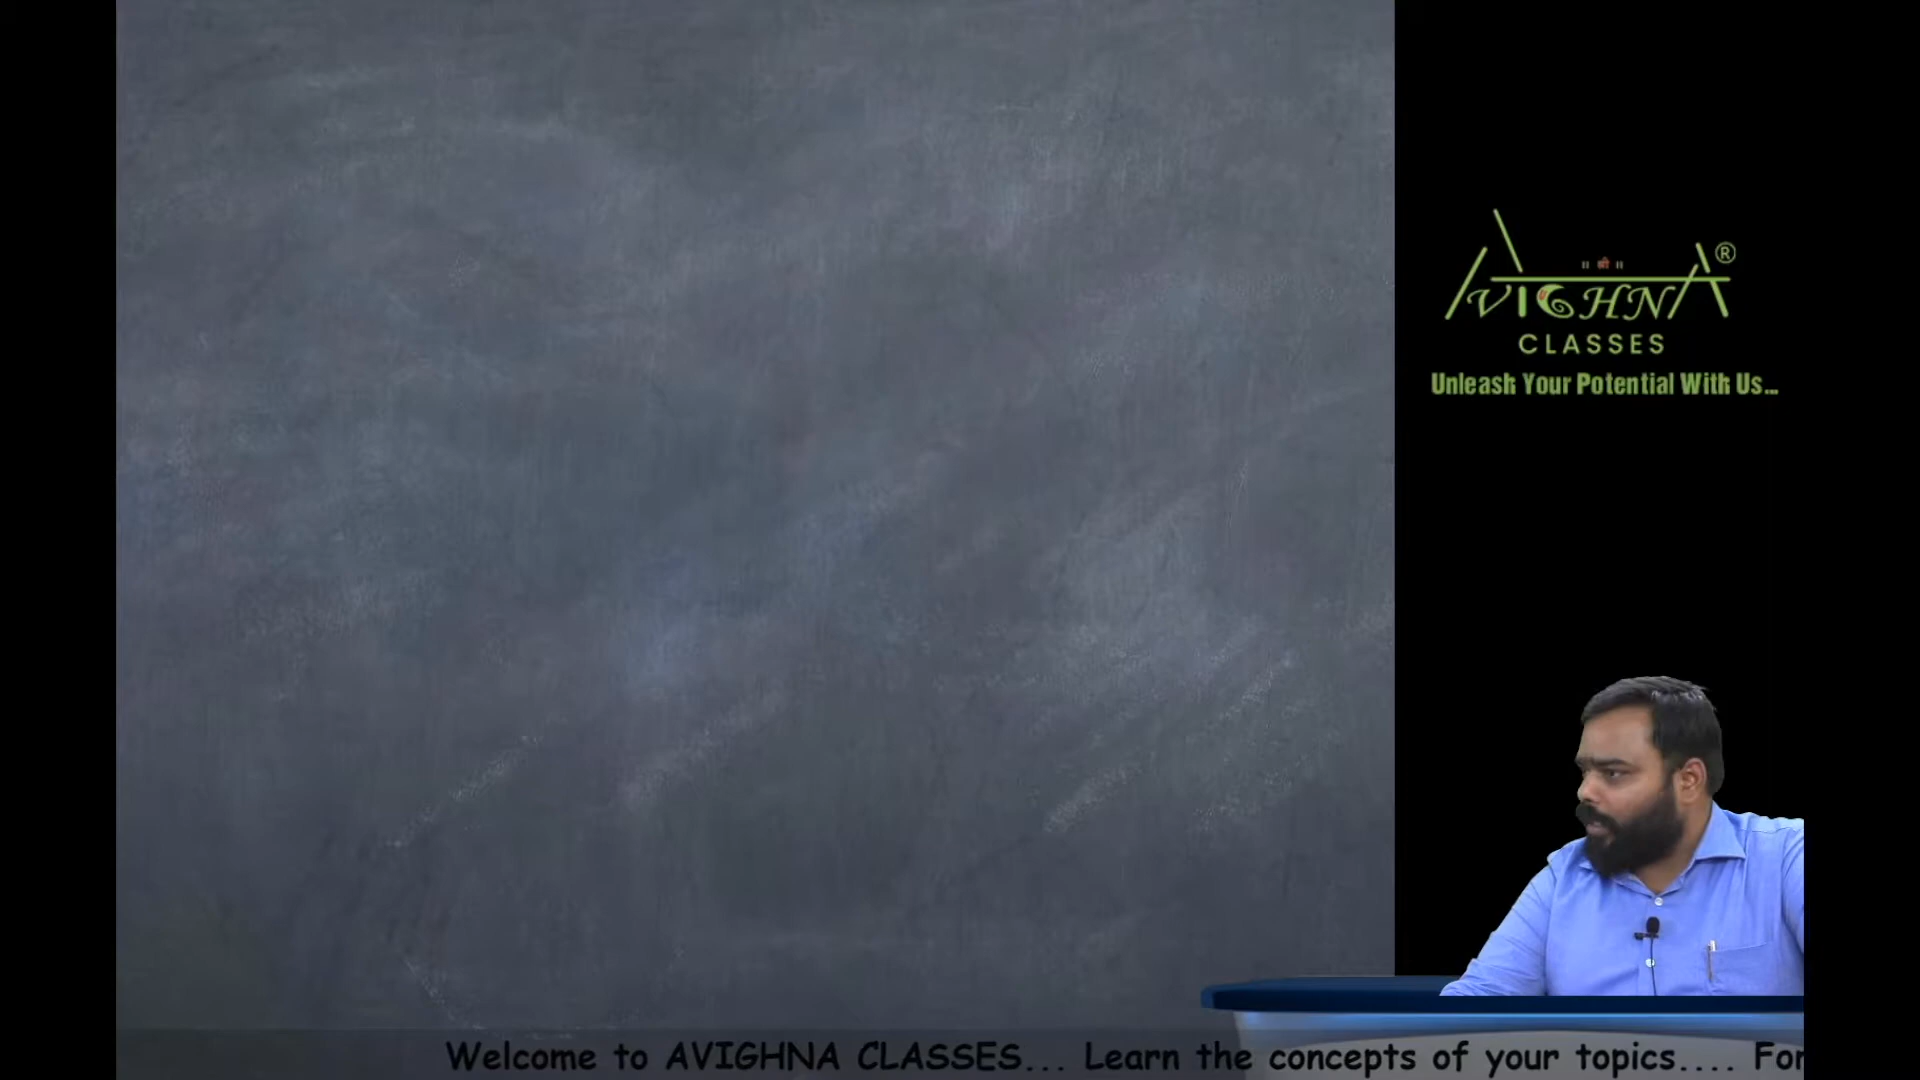 ॥ श्री ॥
AVIGHNA®
CLASSES
Unleash Your Potential With Us...
Welcome to AVIGHNA CLASSES... Learn the concepts of your topics.... For